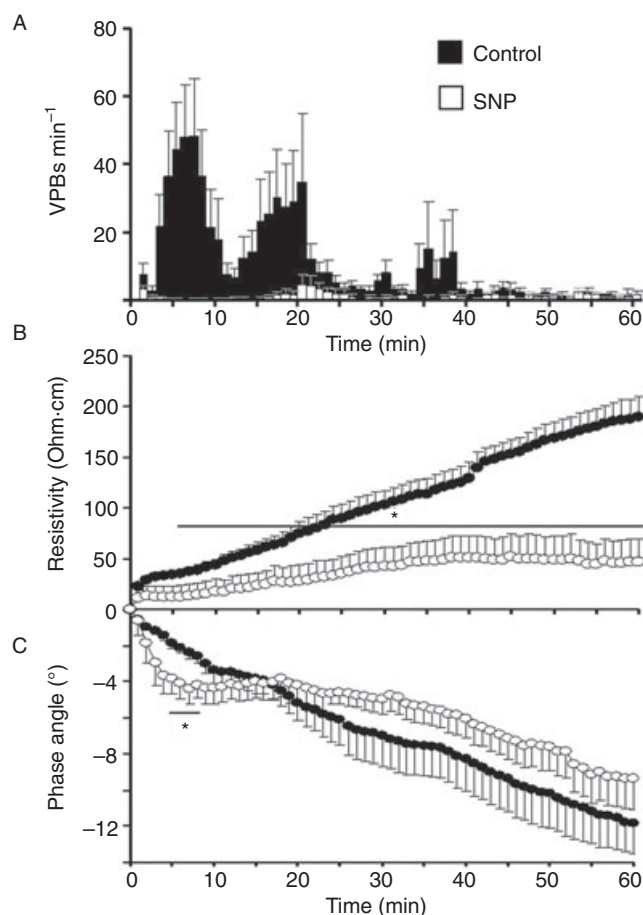 A
VPBs min⁻¹
80
60
40
20
Control
SNP
0 10 20 30 40 50 60
Time (min)
B
Resistivity (Ohm·cm)
250
200
150
100
50
0
*
C
Phase angle (°)
−4
−8
−12
*
0 10 20 30 40 50 60
Time (min)